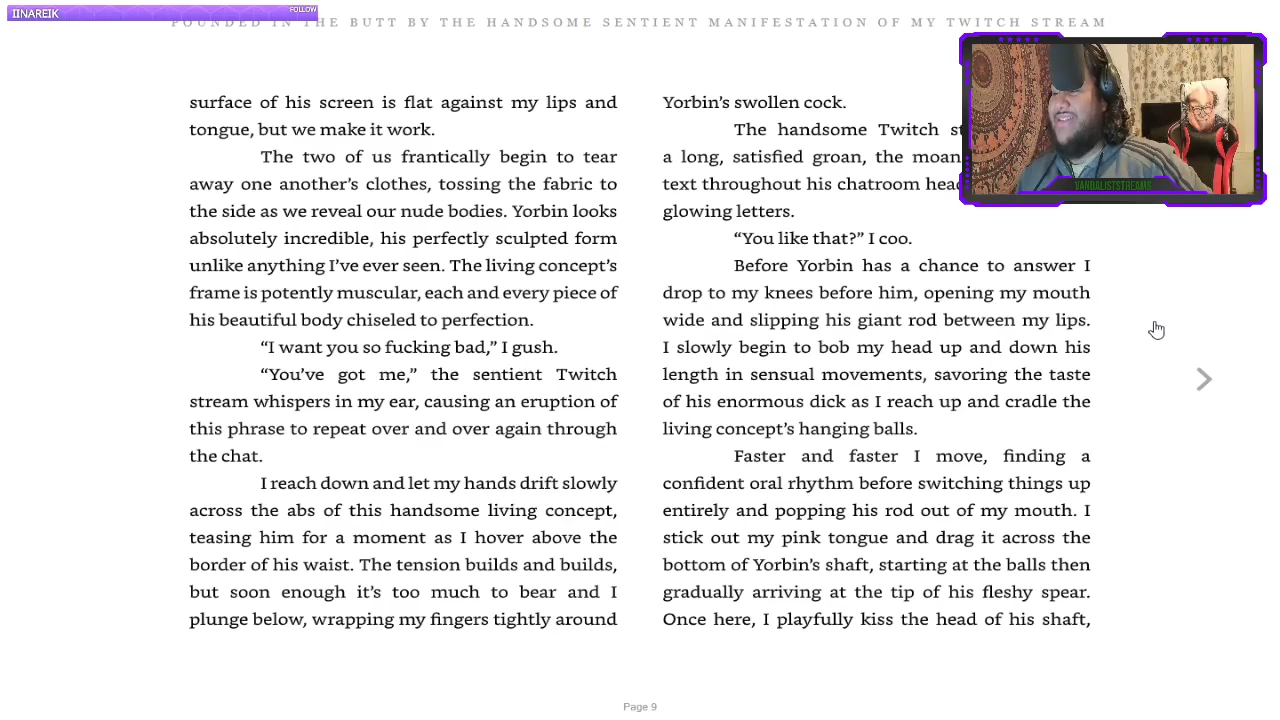 IINAREIK
FOLLOW
POUNDED IN THE BUTT BY THE HANDSOME SENTIENT MANIFESTATION OF MY TWITCH STREAM
surface of his screen is flat against my lips and
tongue, but we make it work.
The two of us frantically begin to tear
away one another’s clothes, tossing the fabric to
the side as we reveal our nude bodies. Yorbin looks
absolutely incredible, his perfectly sculpted form
unlike anything I’ve ever seen. The living concept’s
frame is potently muscular, each and every piece of
his beautiful body chiseled to perfection.
“I want you so fucking bad,” I gush.
“You’ve got me,” the sentient Twitch
stream whispers in my ear, causing an eruption of
this phrase to repeat over and over again through
the chat.
I reach down and let my hands drift slowly
across the abs of this handsome living concept,
teasing him for a moment as I hover above the
border of his waist. The tension builds and builds,
but soon enough it’s too much to bear and I
plunge below, wrapping my fingers tightly around
Yorbin’s swollen cock.
The handsome Twitch st
a long, satisfied groan, the moan
text throughout his chatroom head
glowing letters.
“You like that?” I coo.
Before Yorbin has a chance to answer I
drop to my knees before him, opening my mouth
wide and slipping his giant rod between my lips.
I slowly begin to bob my head up and down his
length in sensual movements, savoring the taste
of his enormous dick as I reach up and cradle the
living concept’s hanging balls.
Faster and faster I move, finding a
confident oral rhythm before switching things up
entirely and popping his rod out of my mouth. I
stick out my pink tongue and drag it across the
bottom of Yorbin’s shaft, starting at the balls then
gradually arriving at the tip of his fleshy spear.
Once here, I playfully kiss the head of his shaft,
VANDALISTSTREAMS
Page 9